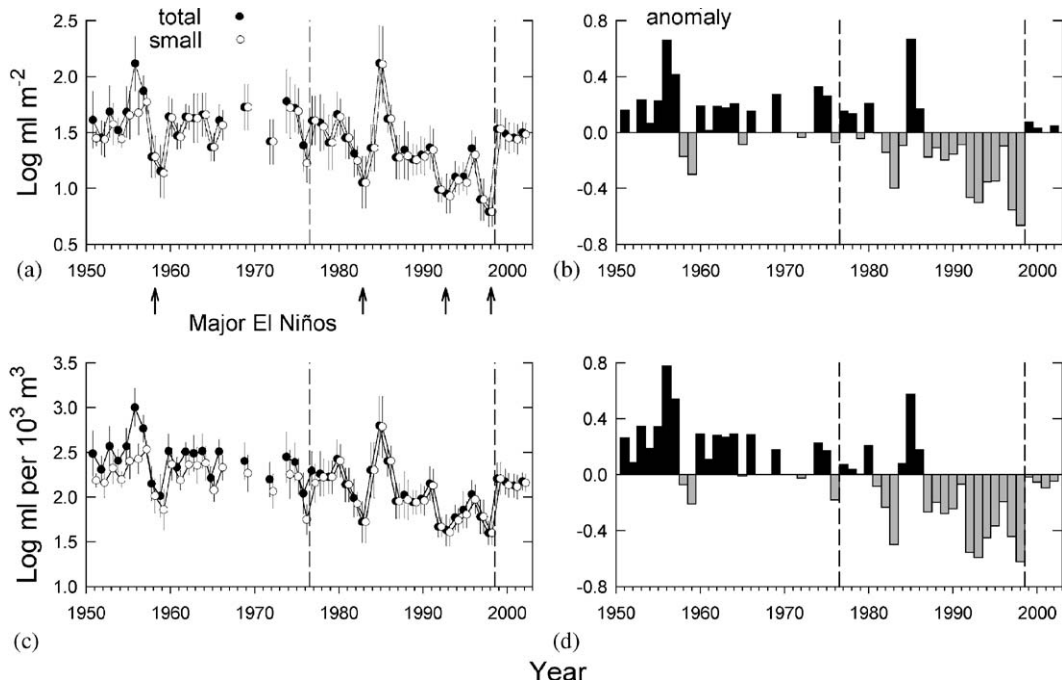 total ●
small ○
anomaly
Log ml m-2
2.5
2.0
1.5
1.0
0.5
0.8
0.4
0.0
-0.4
-0.8
(a)
1950 1960 1970 1980 1990 2000
(b)
1950 1960 1970 1980 1990 2000
Major El Niños
Log ml per 10³ m³
3.5
3.0
2.5
2.0
1.5
1.0
0.8
0.4
0.0
-0.4
-0.8
1950 1960 1970 1980 1990 2000
1950 1960 1970 1980 1990 2000
(c)
(d)
Year